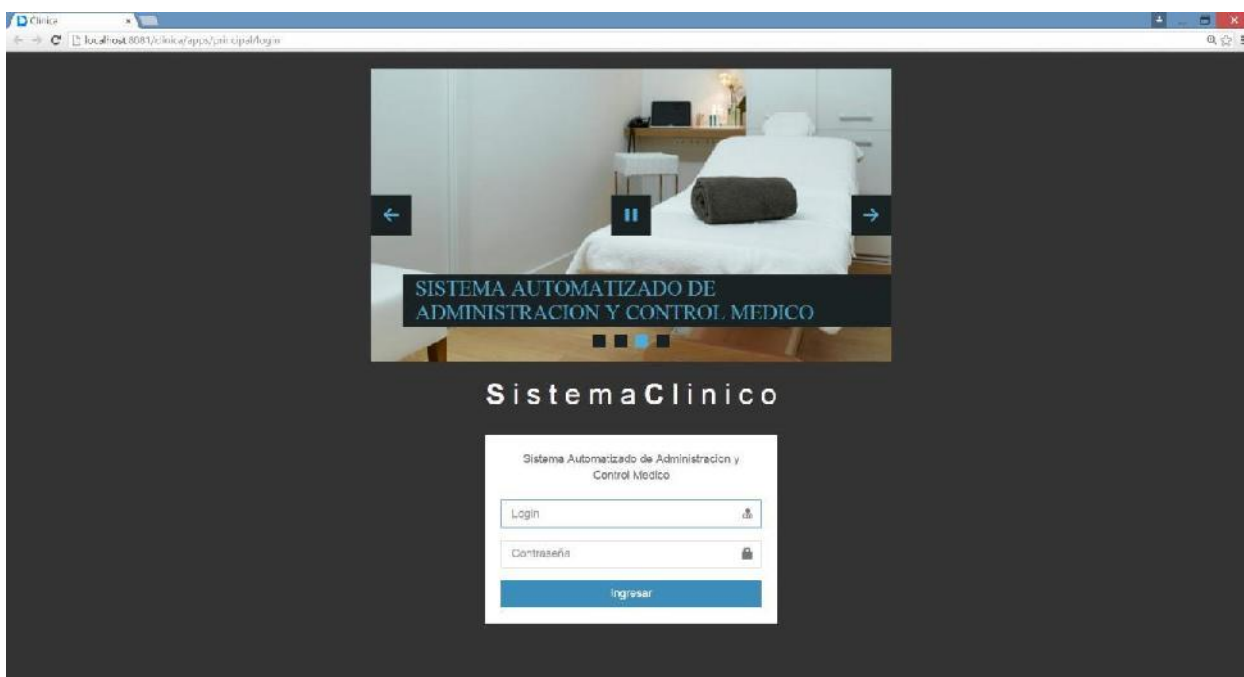 Clinica
localhost:8081/clinica/apps/principal/login
SISTEMA AUTOMATIZADO DE
ADMINISTRACION Y CONTROL MEDICO
SistemaClinico
Sistema Automatizado de Administracion y
Control Medico
Login
Contraseña
Ingresar